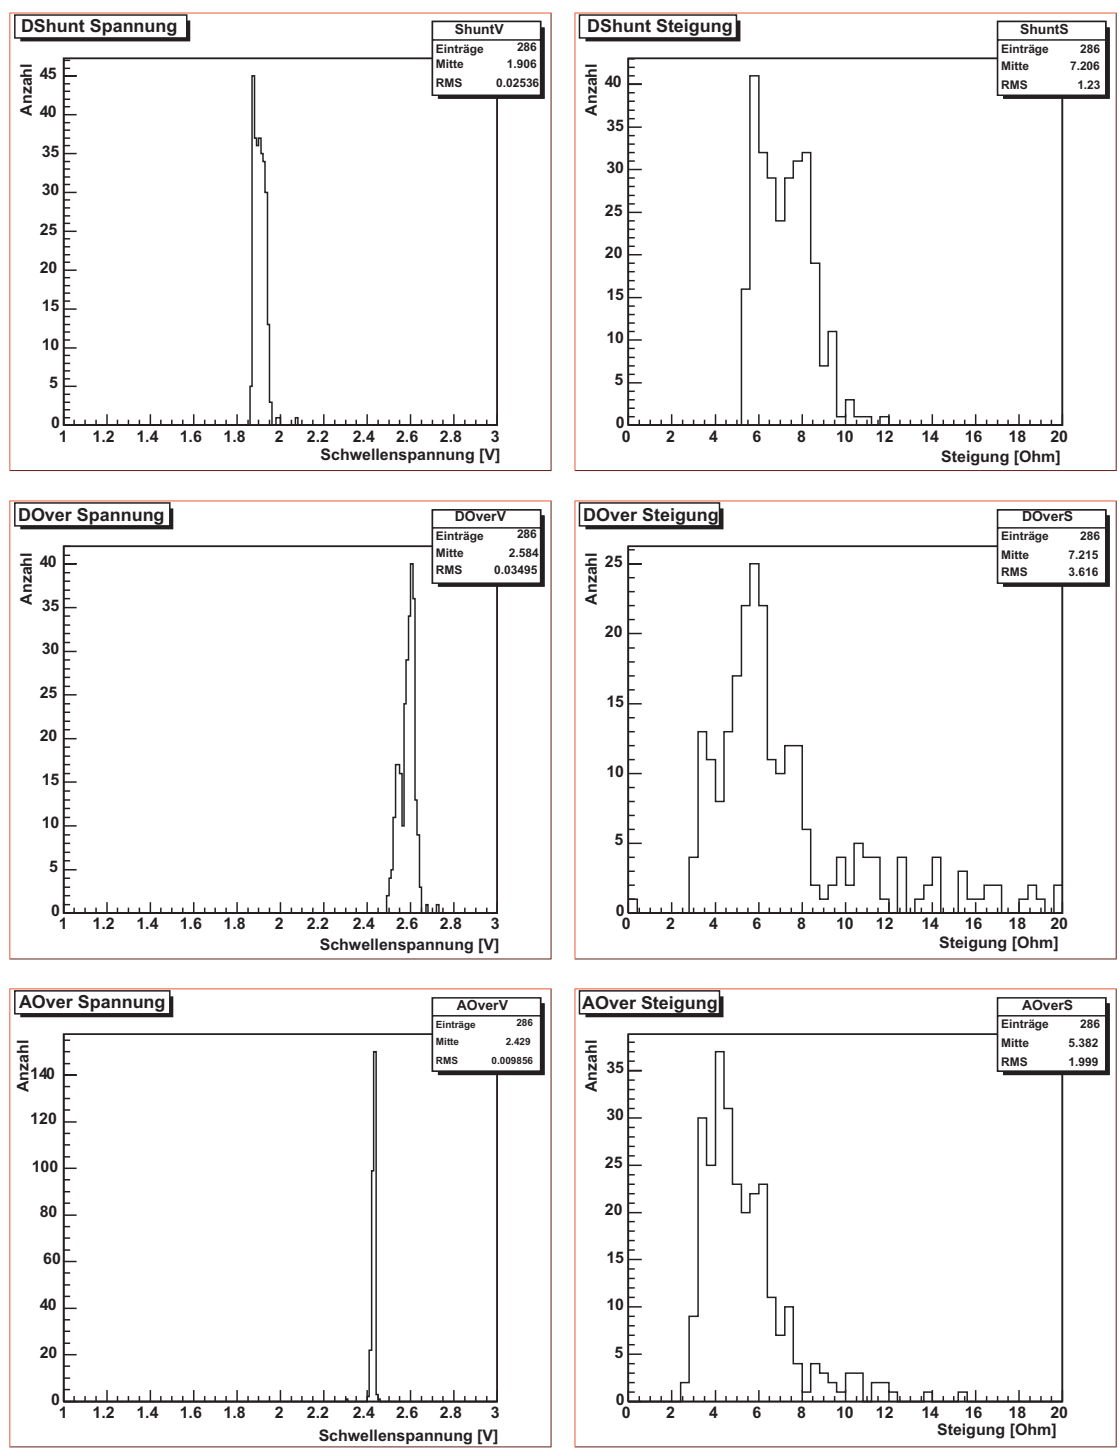 DShunt Spannung
ShuntV
Einträge 286
Mitte 1.906
RMS 0.02536
Anzahl
45
40
35
30
25
20
15
10
5
0
1 1.2 1.4 1.6 1.8 2 2.2 2.4 2.6 2.8 3
Schwellenspannung [V]
DShunt Steigung
ShuntS
Einträge 286
Mitte 7.206
RMS 1.23
Anzahl
40
35
30
25
20
15
10
5
0
0 2 4 6 8 10 12 14 16 18 20
Steigung [Ohm]
DOver Spannung
DOverV
Einträge 286
Mitte 2.584
RMS 0.03495
Anzahl
40
35
30
25
20
15
10
5
0
1 1.2 1.4 1.6 1.8 2 2.2 2.4 2.6 2.8 3
Schwellenspannung [V]
DOver Steigung
DOverS
Einträge 286
Mitte 7.215
RMS 3.616
Anzahl
25
20
15
10
5
0
0 2 4 6 8 10 12 14 16 18 20
Steigung [Ohm]
AOver Spannung
AOverV
Einträge 286
Mitte 2.429
RMS 0.009856
Anzahl
140
120
100
80
60
40
20
0
1 1.2 1.4 1.6 1.8 2 2.2 2.4 2.6 2.8 3
Schwellenspannung [V]
AOver Steigung
AOverS
Einträge 286
Mitte 5.382
RMS 1.999
Anzahl
35
30
25
20
15
10
5
0
0 2 4 6 8 10 12 14 16 18 20
Steigung [Ohm]